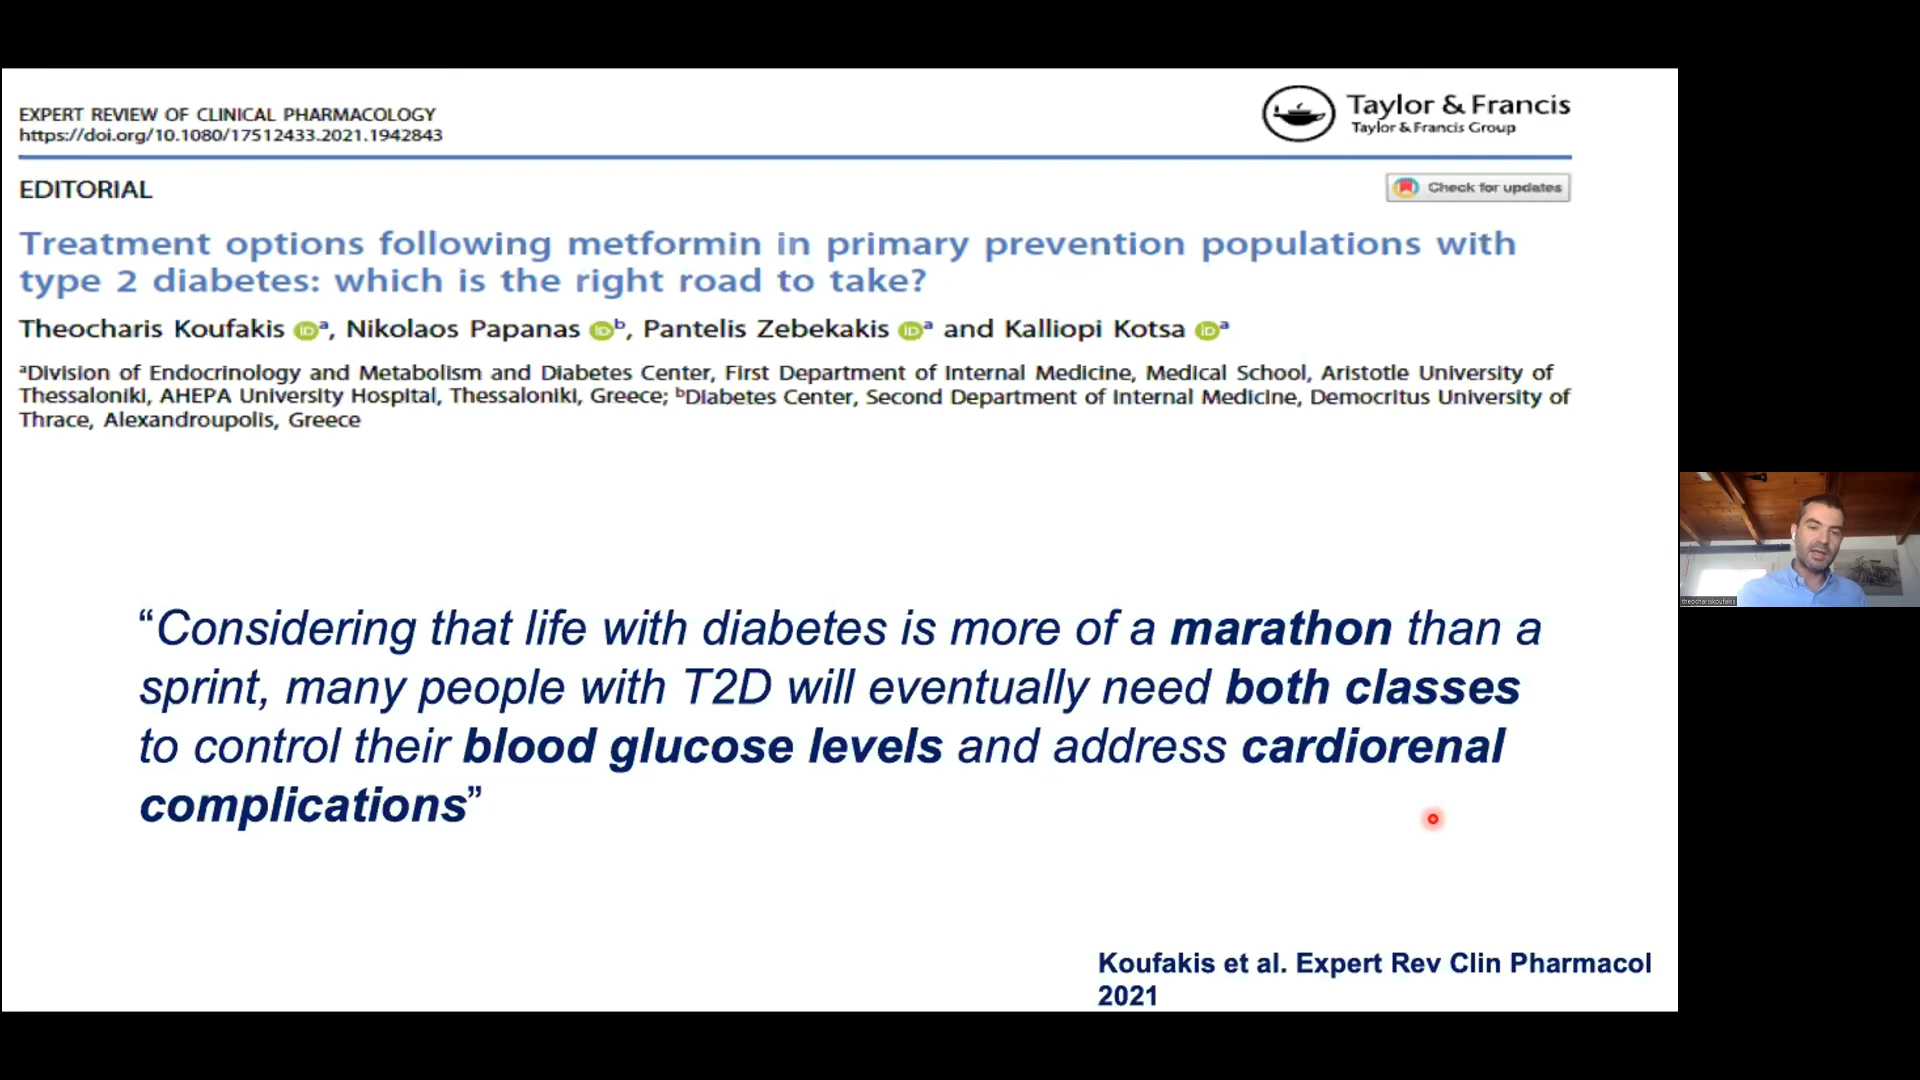 EXPERT REVIEW OF CLINICAL PHARMACOLOGY
https://doi.org/10.1080/17512433.2021.1942843
Taylor & Francis
Taylor & Francis Group
EDITORIAL
Check for updates
Treatment options following metformin in primary prevention populations with
type 2 diabetes: which is the right road to take?
Theocharis Koufakis iD a, Nikolaos Papanas iD b, Pantelis Zebekakis iD a and Kalliopi Kotsa iD a
aDivision of Endocrinology and Metabolism and Diabetes Center, First Department of Internal Medicine, Medical School, Aristotle University of
Thessaloniki, AHEPA University Hospital, Thessaloniki, Greece; bDiabetes Center, Second Department of Internal Medicine, Democritus University of
Thrace, Alexandroupolis, Greece
“Considering that life with diabetes is more of a marathon than a
sprint, many people with T2D will eventually need both classes
to control their blood glucose levels and address cardiorenal
complications”
Koufakis et al. Expert Rev Clin Pharmacol
2021
theochariskoufakis